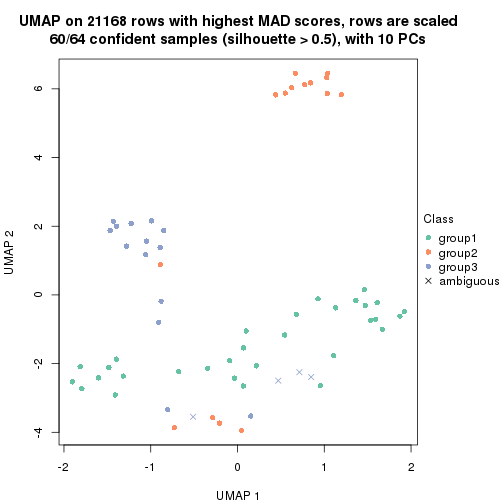 UMAP on 21168 rows with highest MAD scores, rows are scaled
60/64 confident samples (silhouette > 0.5), with 10 PCs
6
4
2
0
-2
-4
UMAP 2
-2
-1
0
1
2
UMAP 1
Class
group1
group2
group3
ambiguous